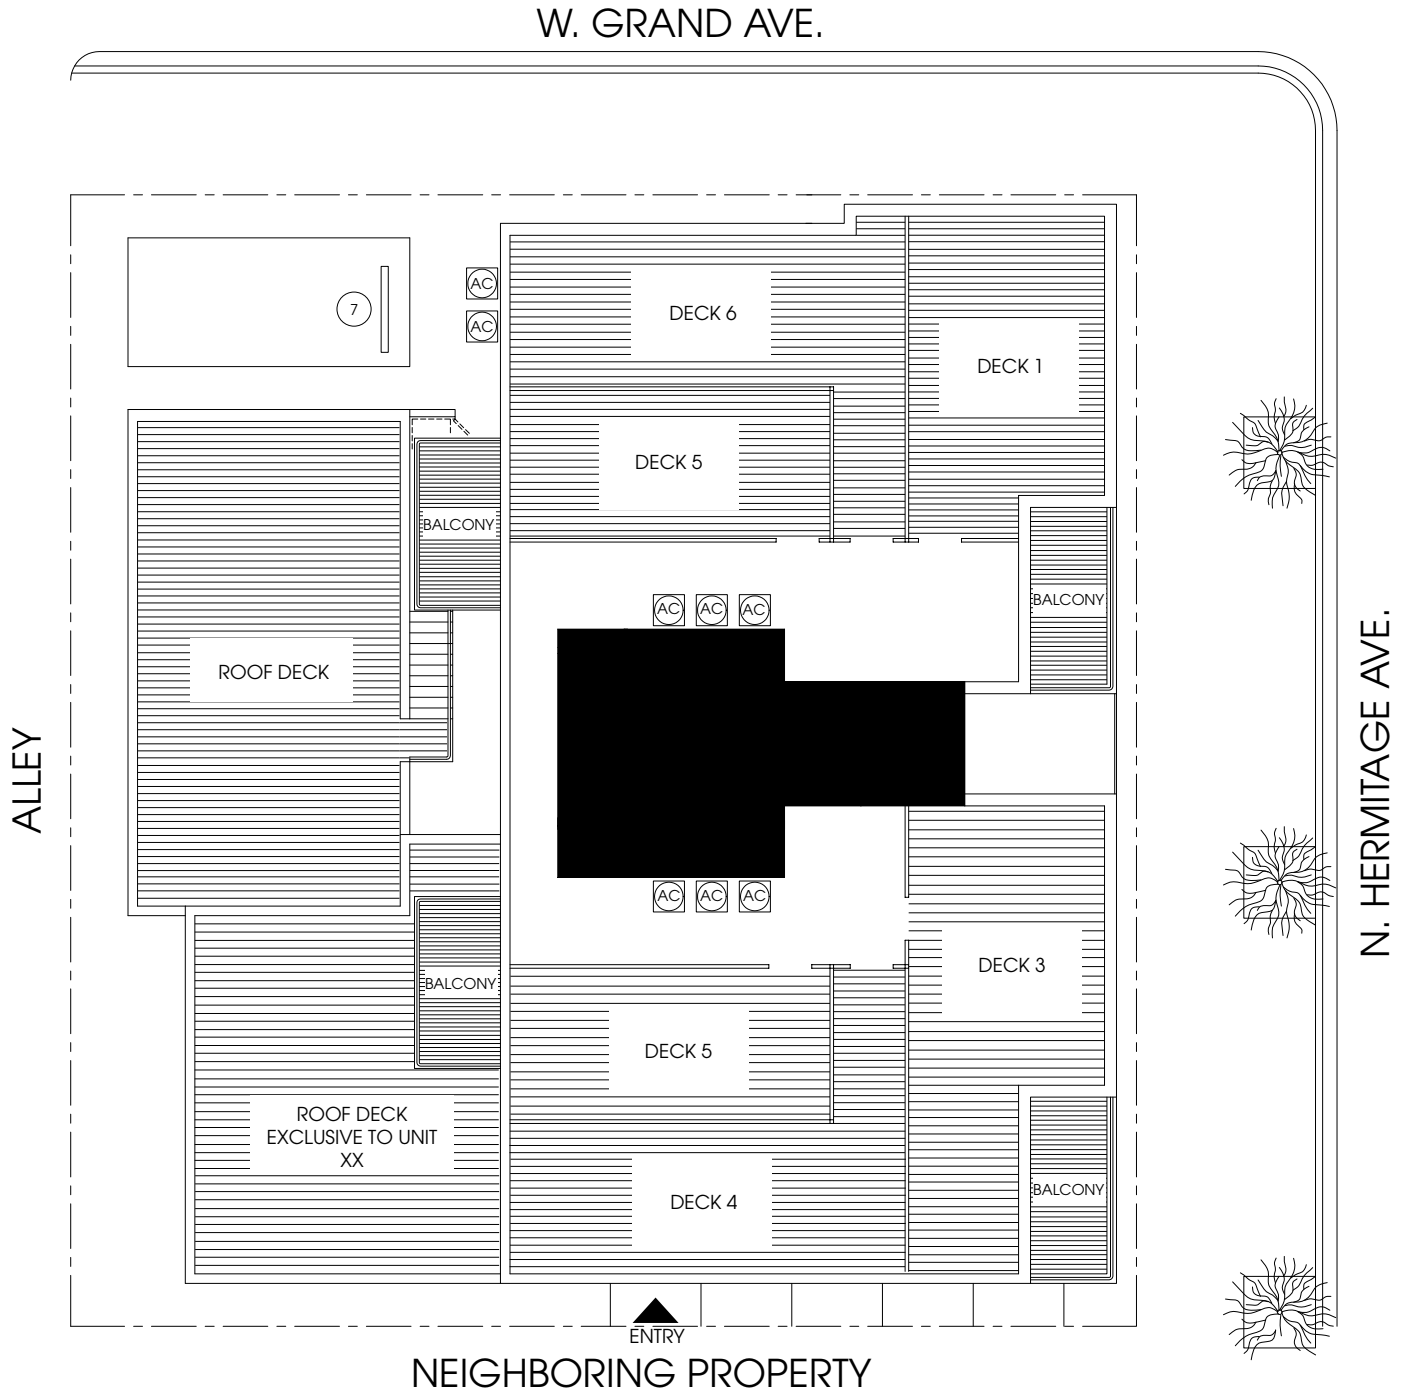 W. GRAND AVE.
AC
7
AC
DECK 6
DECK 1
DECK 5
BALCONY
BALCONY
AC AC AC
ROOF DECK
ALLEY
N. HERMITAGE AVE.
AC AC AC
DECK 3
BALCONY
DECK 5
ROOF DECK
EXCLUSIVE TO UNIT
XX
DECK 4
BALCONY
ENTRY
NEIGHBORING PROPERTY